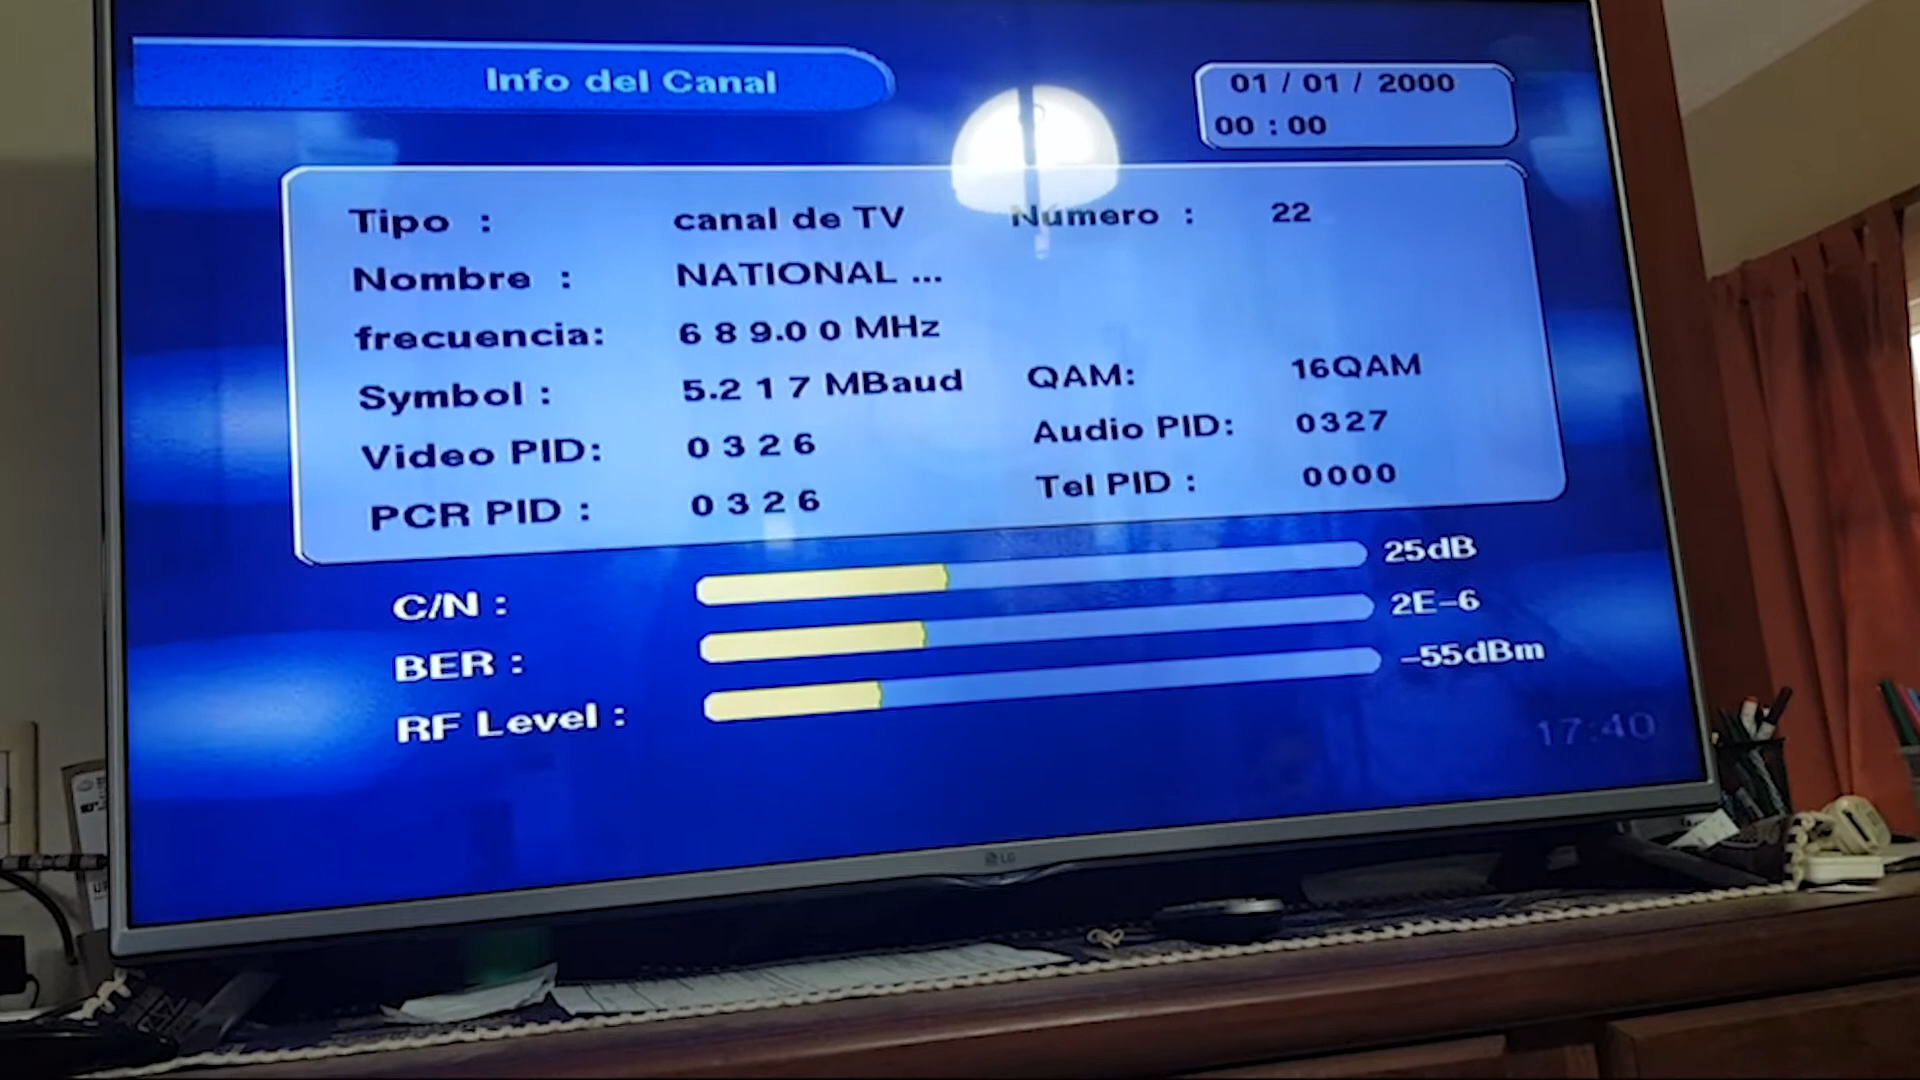 Info del Canal
01 / 01 / 2000
00 : 00
Tipo : canal de TV Número : 22
Nombre : NATIONAL ...
frecuencia: 6 8 9.0 0 MHz
Symbol : 5.2 1 7 MBaud QAM: 16QAM
Video PID: 0 3 2 6 Audio PID: 0327
PCR PID : 0 3 2 6 Tel PID : 0000
C/N : 25dB
BER : 2E-6
RF Level : -55dBm
17:40
LG